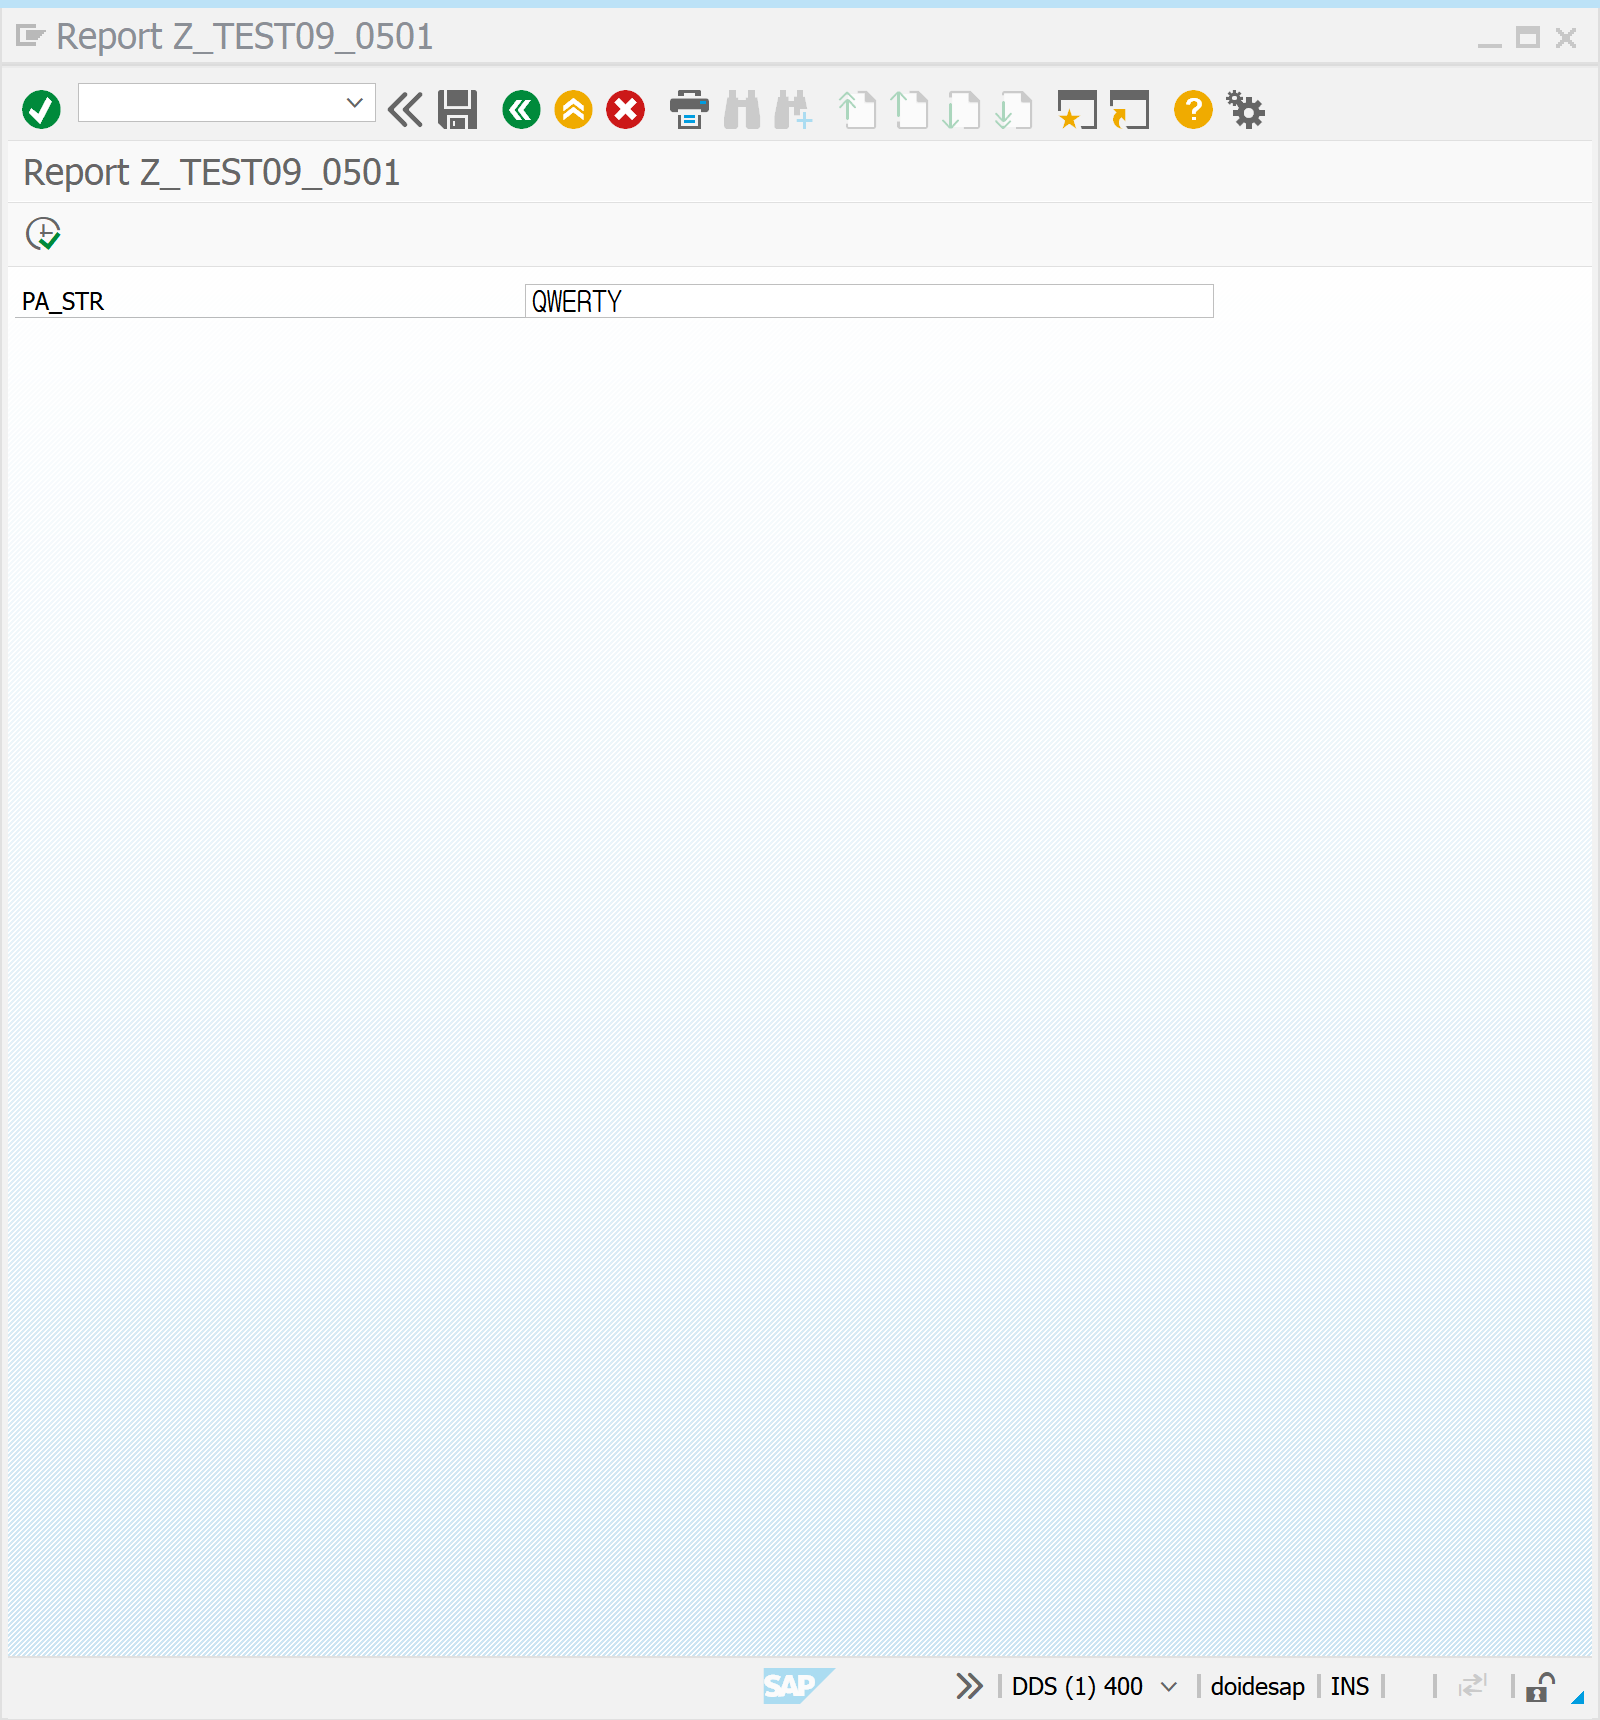 Report Z_TEST09_0501
Report Z_TEST09_0501
PA_STR QWERTY
SAP DDS (1) 400 doidesap INS